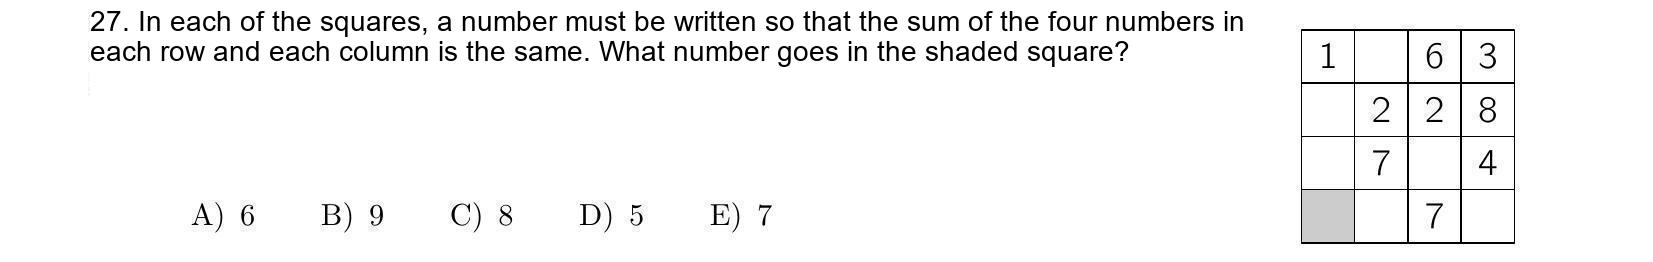 27. In each of the squares, a number must be written so that the sum of the four numbers in
each row and each column is the same. What number goes in the shaded square?
1 6 3
2 2 8
7 4
7
A) 6 B) 9 C) 8 D) 5 E) 7